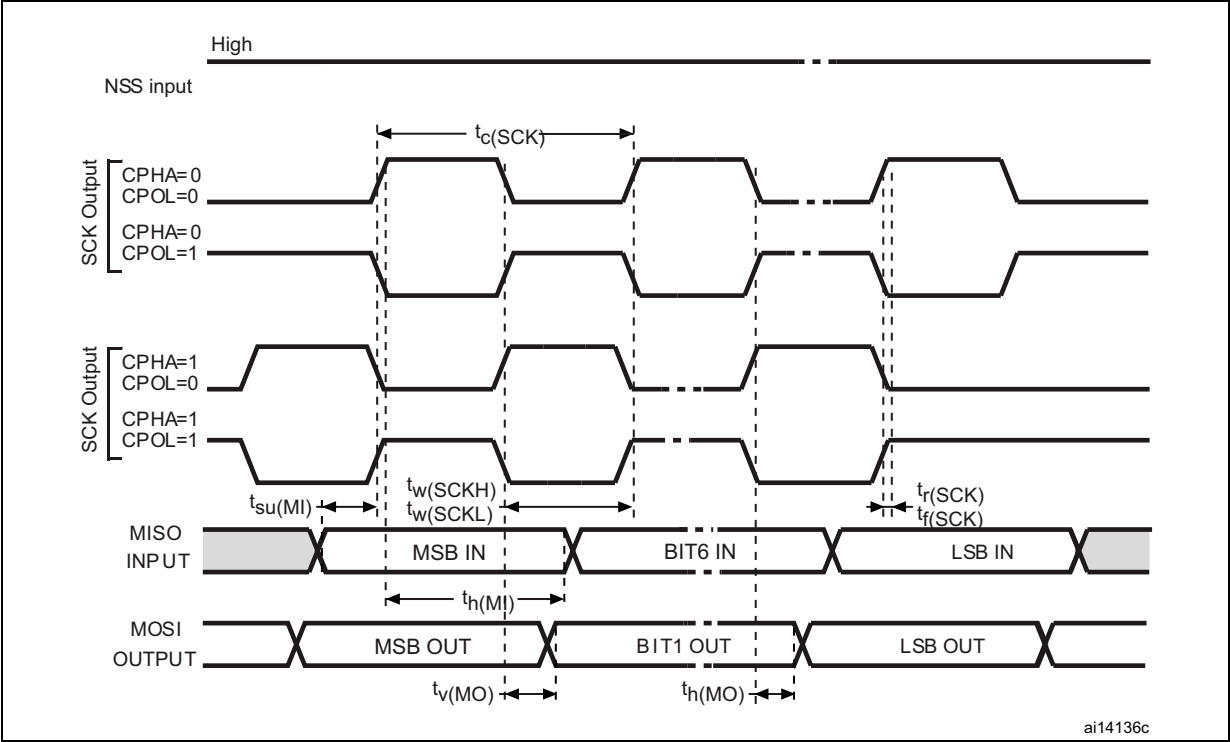 High
NSS input
tc(SCK)
SCK Output
CPHA=0
CPOL=0
CPHA=0
CPOL=1
SCK Output
CPHA=1
CPOL=0
CPHA=1
CPOL=1
tsu(MI)
tw(SCKH)
tw(SCKL)
tr(SCK)
tf(SCK)
MISO
INPUT
MSB IN
BIT6 IN
LSB IN
th(MI)
MOSI
OUTPUT
MSB OUT
BIT1 OUT
LSB OUT
tv(MO)
th(MO)
ai14136c